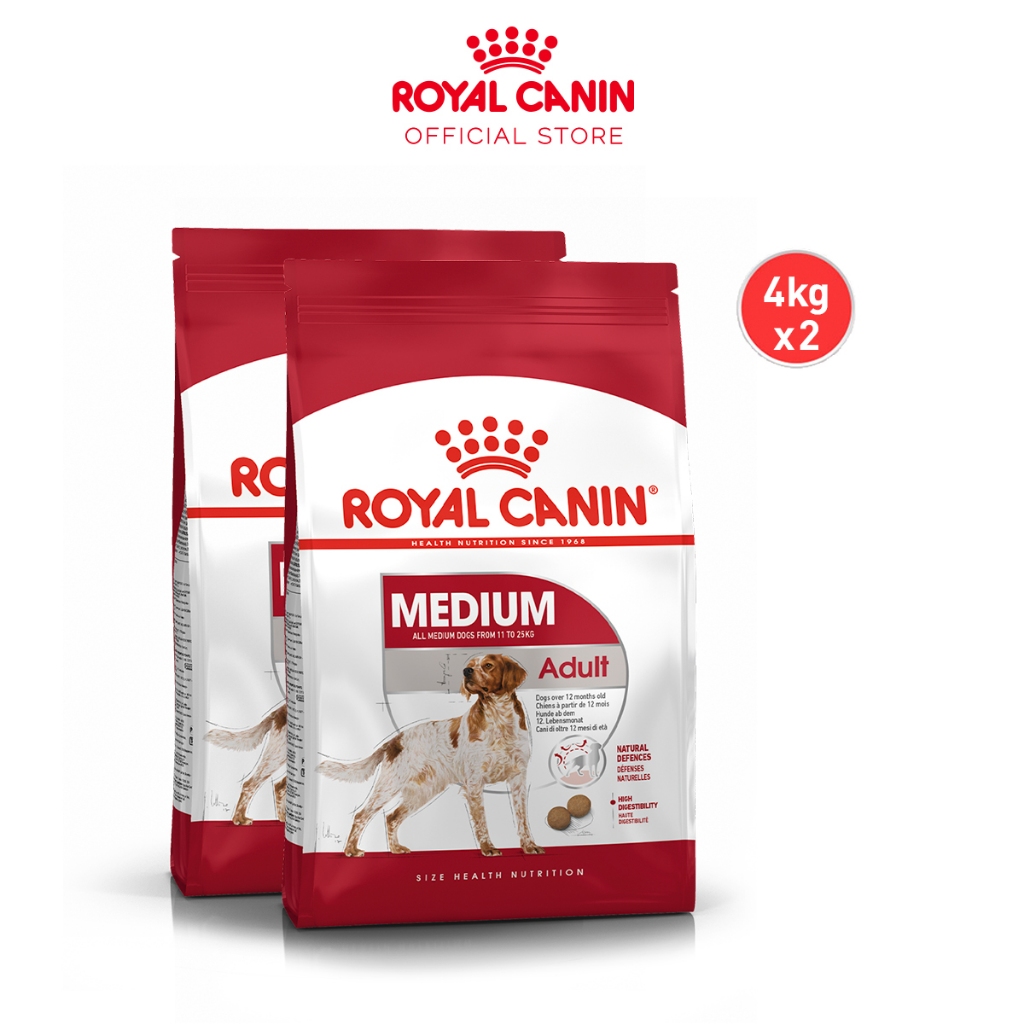 ROYAL CANIN
OFFICIAL STORE
4kg
x2
RO
ROYAL CANIN®
HEALTH NUTRITION SINCE 1968
MEDIUM
ALL MEDIUM DOGS FROM 11 TO 25KG
Adult
Dogs over 12 months old
Chiens à partir de 12 mois
Hunde ab dem
12. Lebensmonat
Cani di oltre 12 mesi di età
NATURAL
DEFENCES
DÉFENSES
NATURELLES
HIGH
DIGESTIBILITY
HAUTE
DIGESTIBILITÉ
SIZE HEALTH NUTRITION